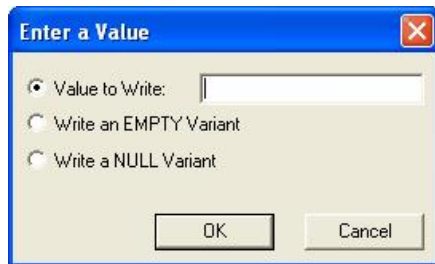 Enter a Value
Value to Write:
Write an EMPTY Variant
Write a NULL Variant
OK Cancel